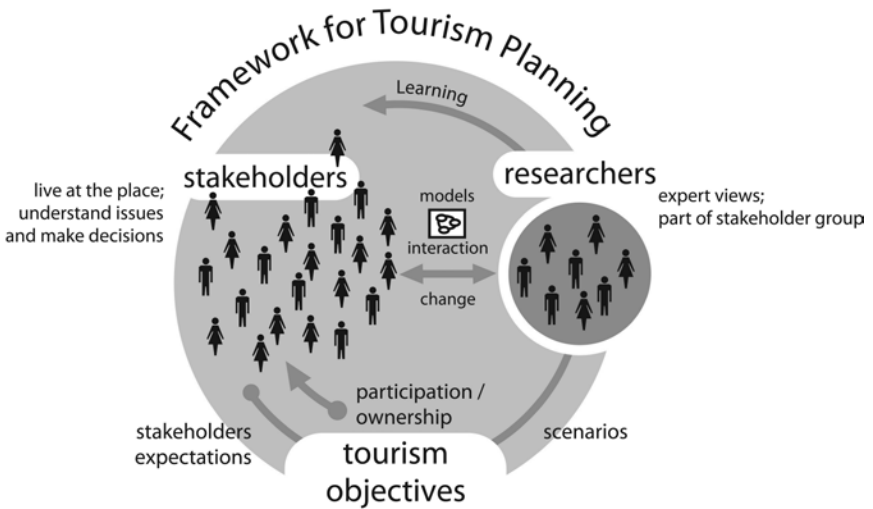 Framework for Tourism Planning
Learning
stakeholders
researchers
live at the place;
understand issues
and make decisions
models
interaction
change
expert views;
part of stakeholder group
participation /
ownership
stakeholders
expectations
scenarios
tourism
objectives